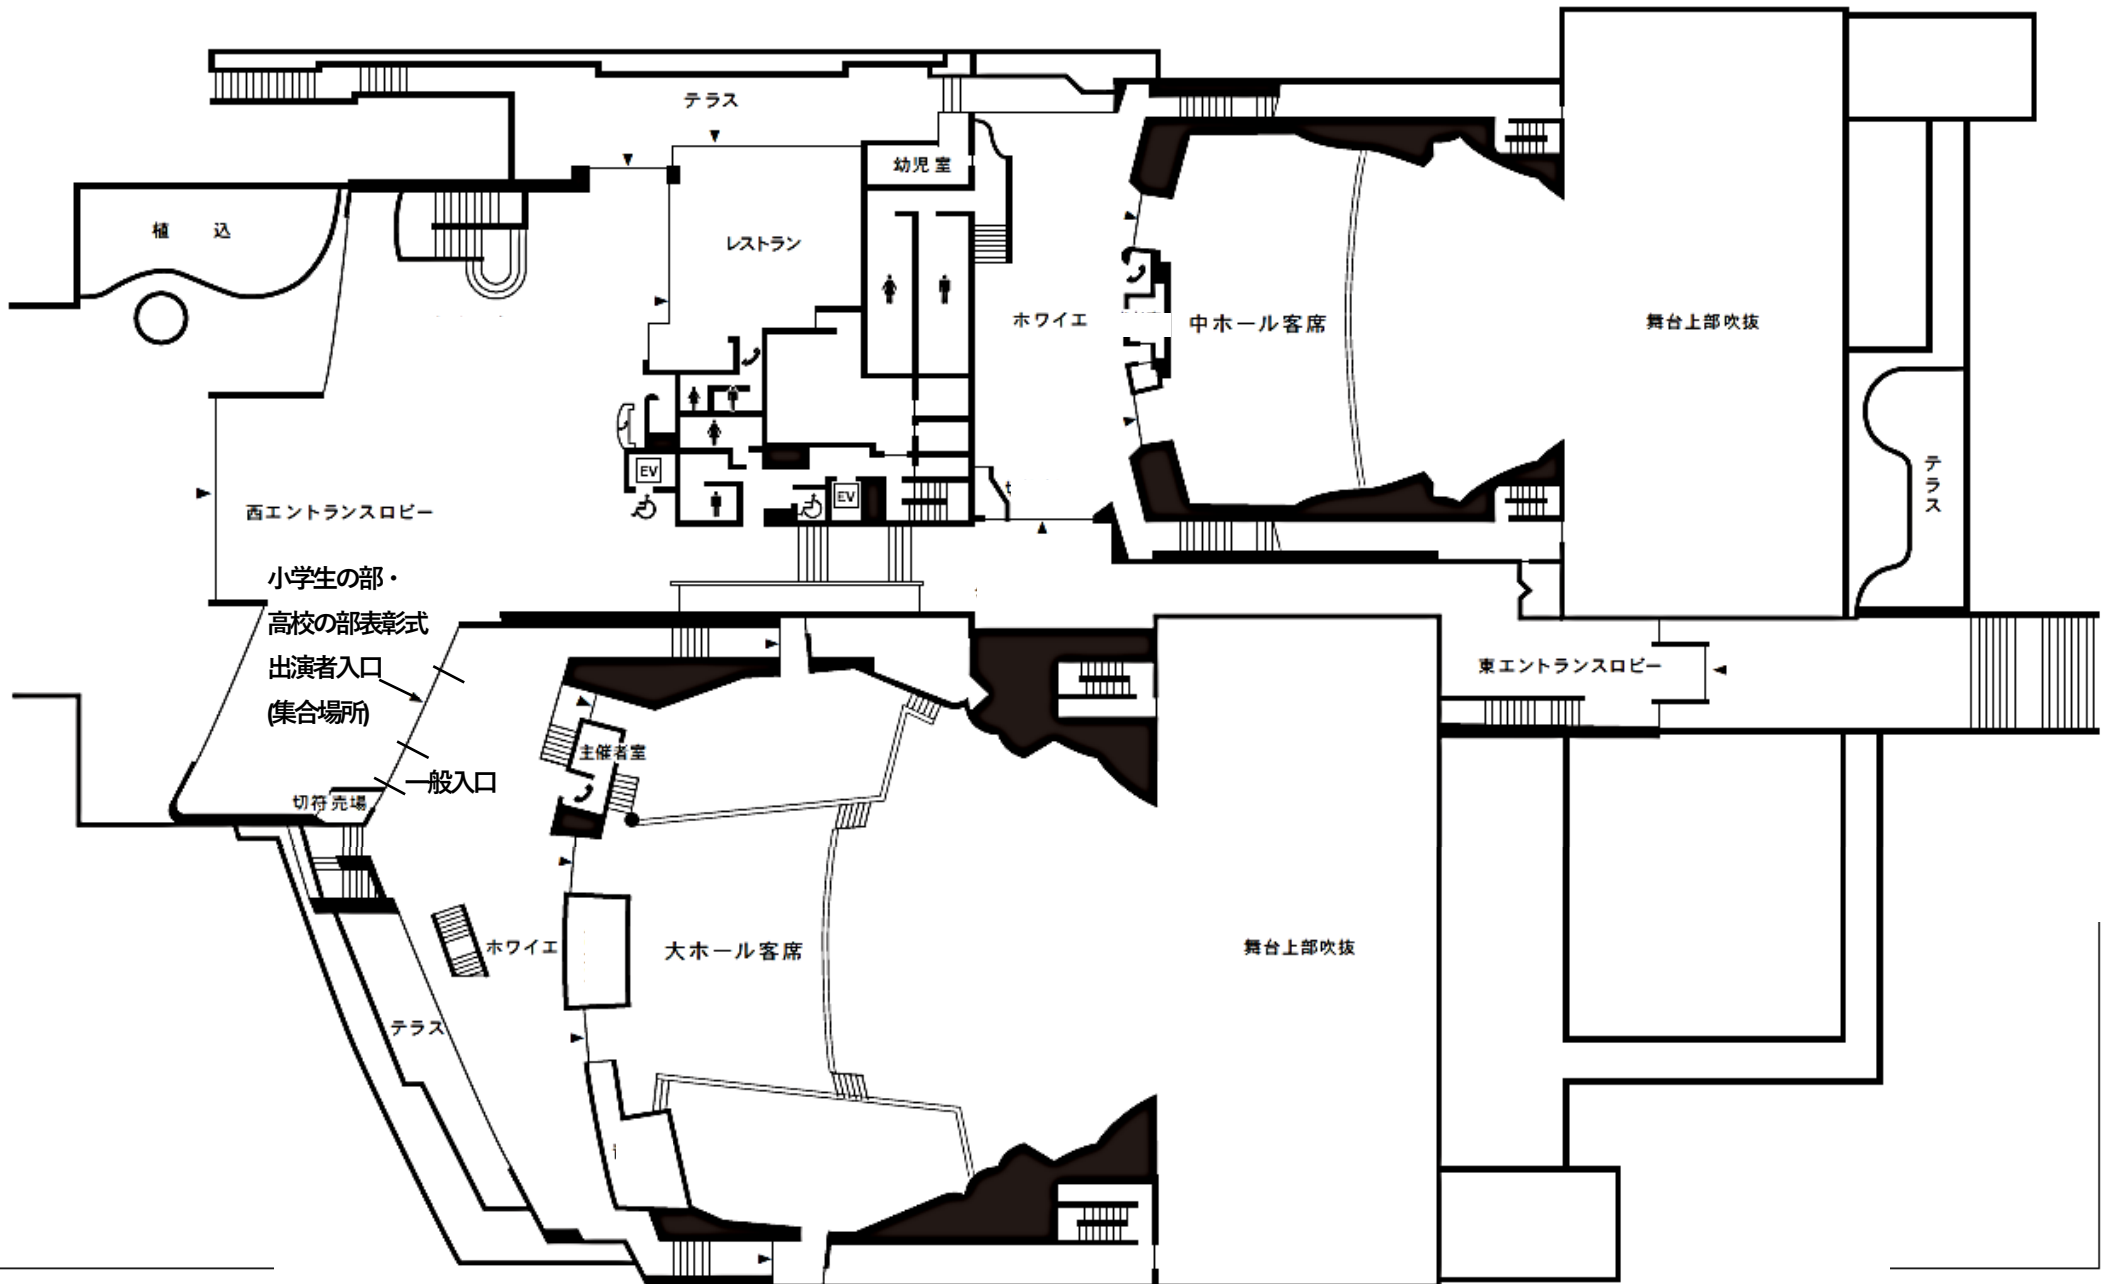 テラス
幼児室
植 込
レストラン
ホワイエ
中ホール客席
舞台上部吹抜
EV
EV
テラス
西エントランスロビー
小学生の部・
高校の部表彰式
出演者入口
(集合場所)
東エントランスロビー
主催者室
一般入口
切符売場
ホワイエ
大ホール客席
舞台上部吹抜
テラス